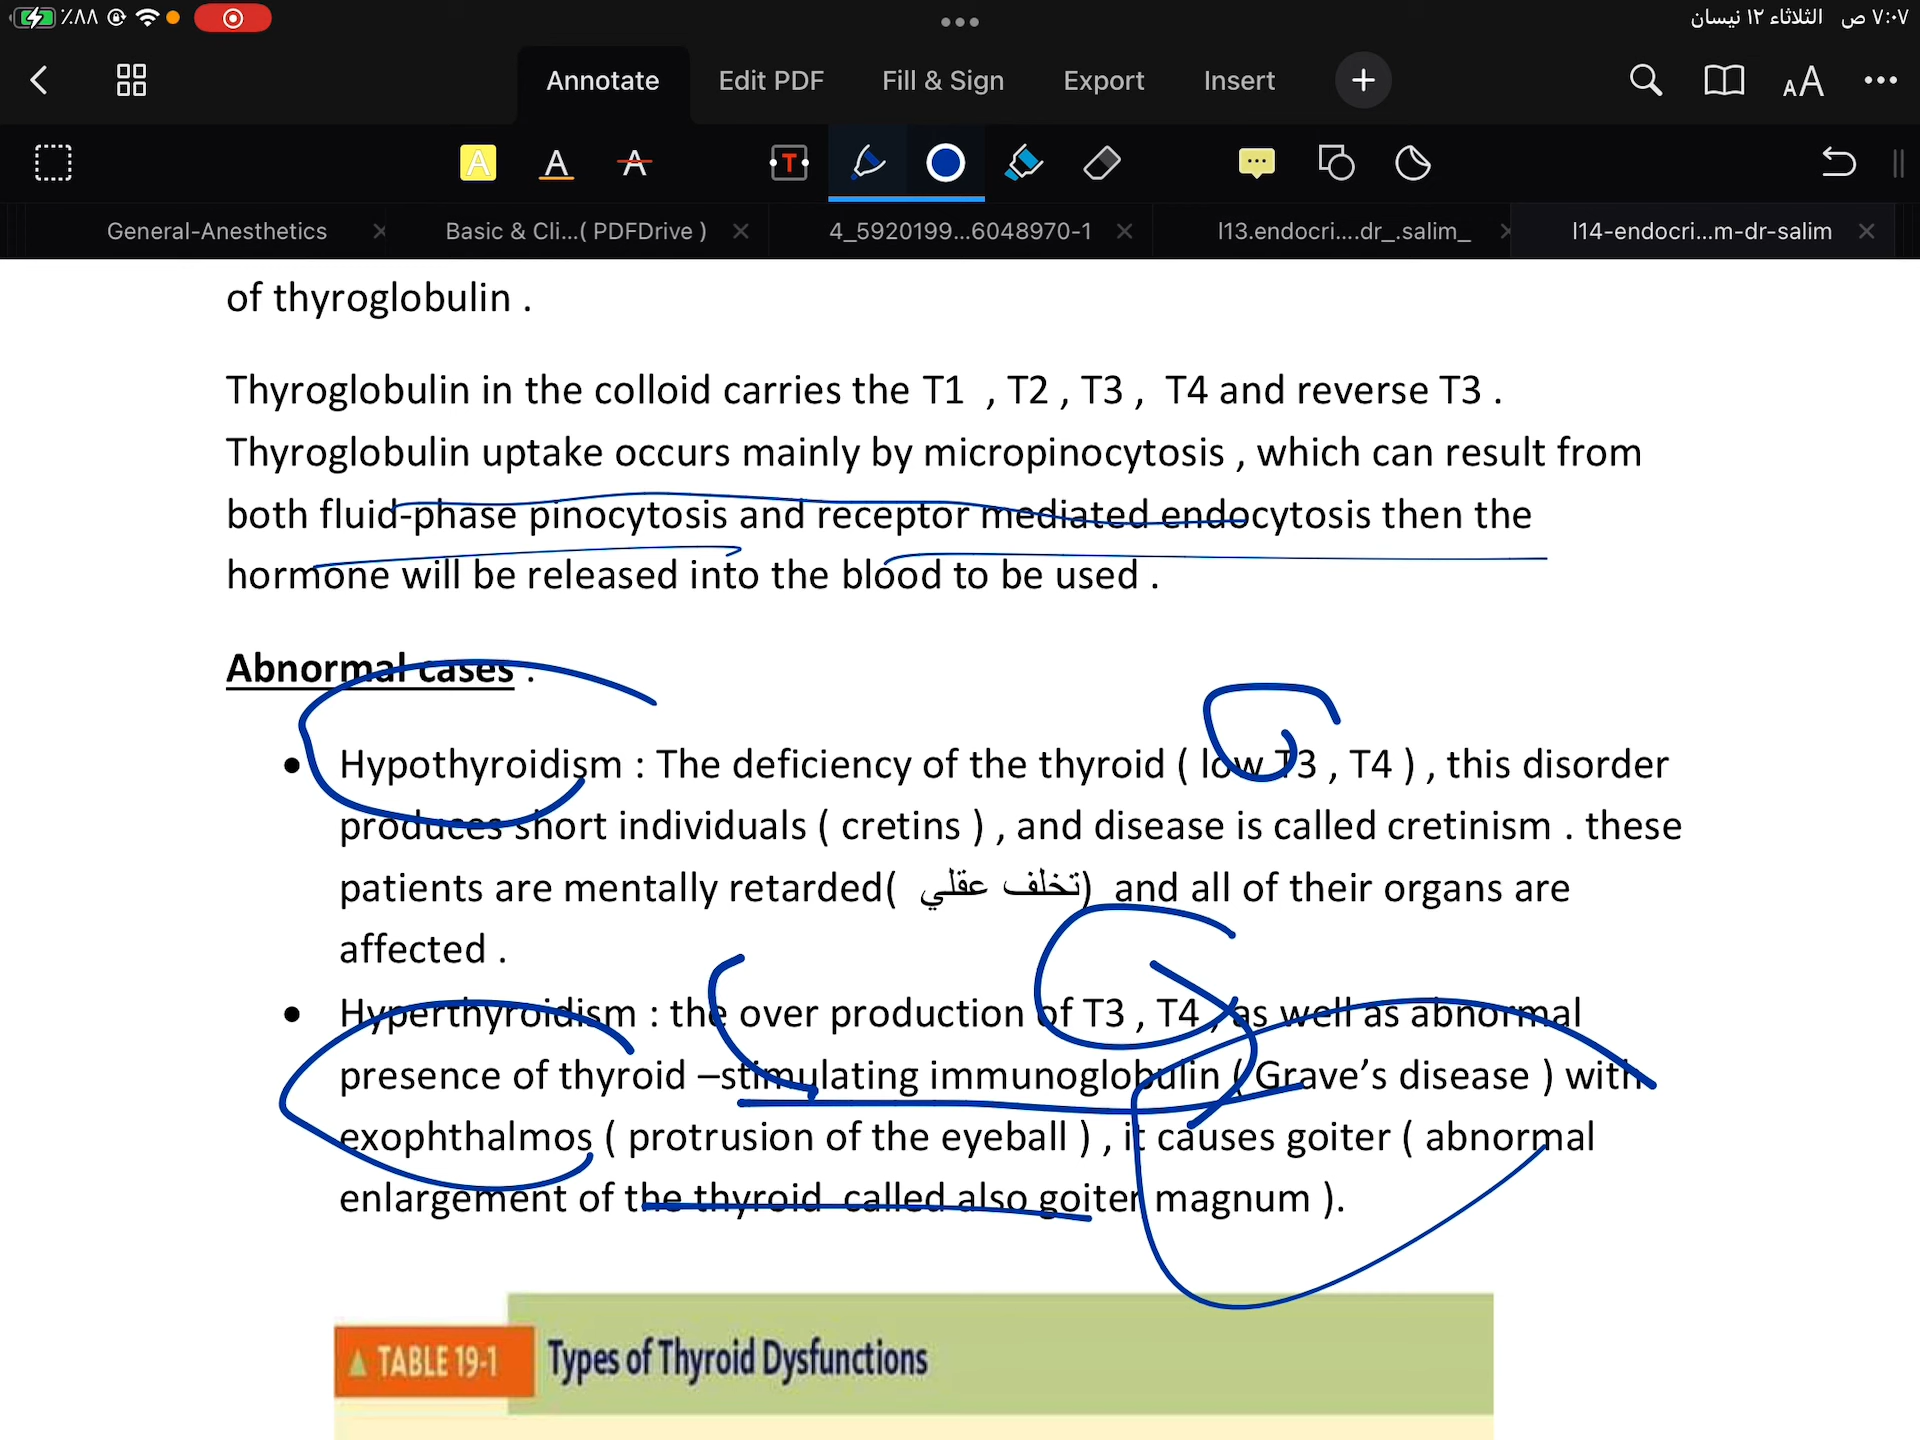 ٪٨٨
الثلاثاء ١٢ نيسان ٧:٠٧ ص
Annotate Edit PDF Fill & Sign Export Insert
General-Anesthetics Basic & Cli...( PDFDrive ) 4_5920199...6048970-1 l13.endocri....dr_.salim_ l14-endocri...m-dr-salim
of thyroglobulin .
Thyroglobulin in the colloid carries the T1 , T2 , T3 , T4 and reverse T3 .
Thyroglobulin uptake occurs mainly by micropinocytosis , which can result from
both fluid-phase pinocytosis and receptor mediated endocytosis then the
hormone will be released into the blood to be used .
Abnormal cases :
• Hypothyroidism : The deficiency of the thyroid ( low T3 , T4 ) , this disorder
produces short individuals ( cretins ) , and disease is called cretinism . these
patients are mentally retarded( تخلف عقلي) and all of their organs are
affected .
• Hyperthyroidism : the over production of T3 , T4 , as well as abnormal
presence of thyroid –stimulating immunoglobulin ( Grave’s disease ) with
exophthalmos ( protrusion of the eyeball ) , it causes goiter ( abnormal
enlargement of the thyroid called also goiter magnum ).
TABLE 19-1 Types of Thyroid Dysfunctions